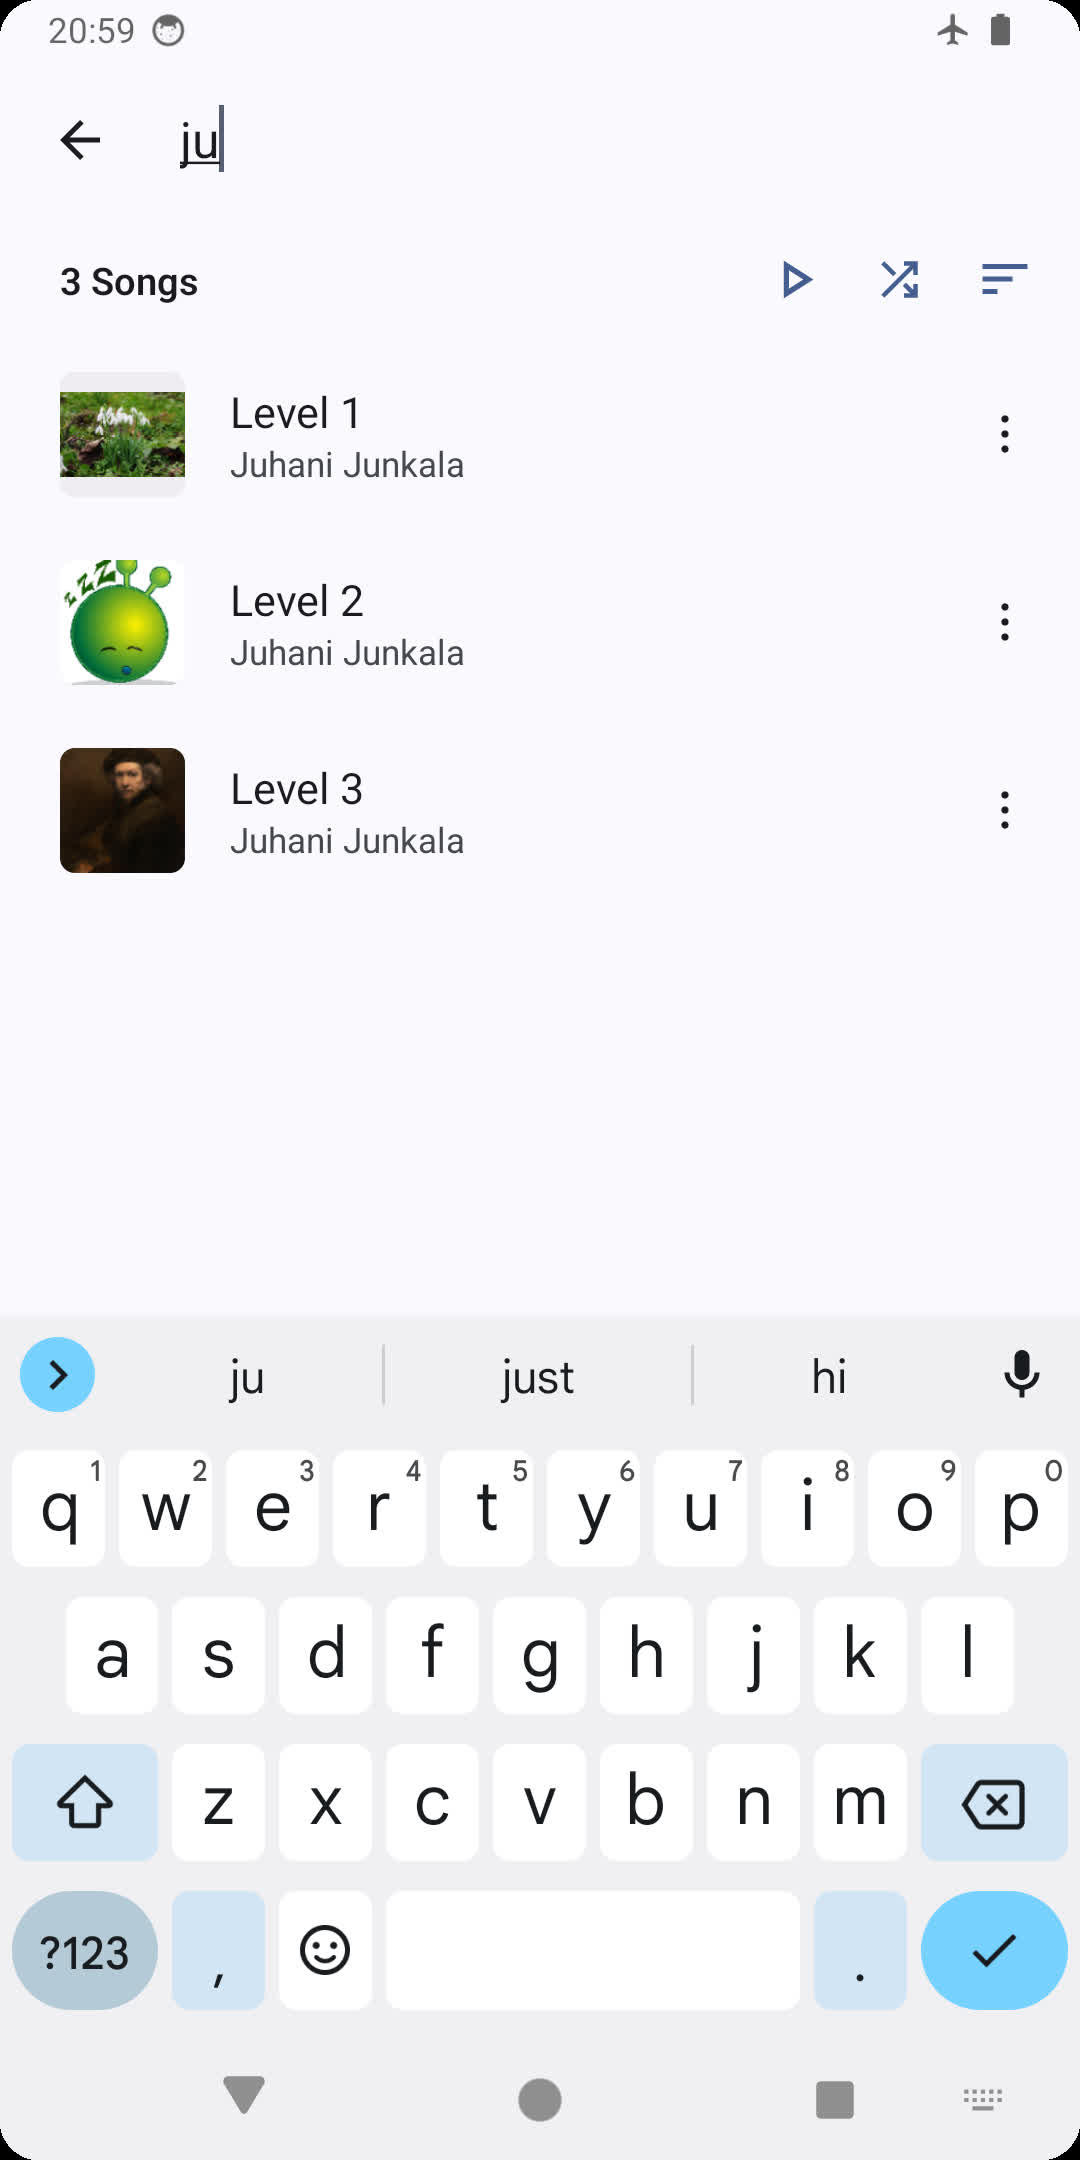 20:59
ju
3 Songs
Level 1
Juhani Junkala
zzz
Level 2
Juhani Junkala
Level 3
Juhani Junkala
ju just hi
q1 w2 e3 r4 t5 y6 u7 i8 o9 p0
a s d f g h j k l
z x c v b n m
?123 , .